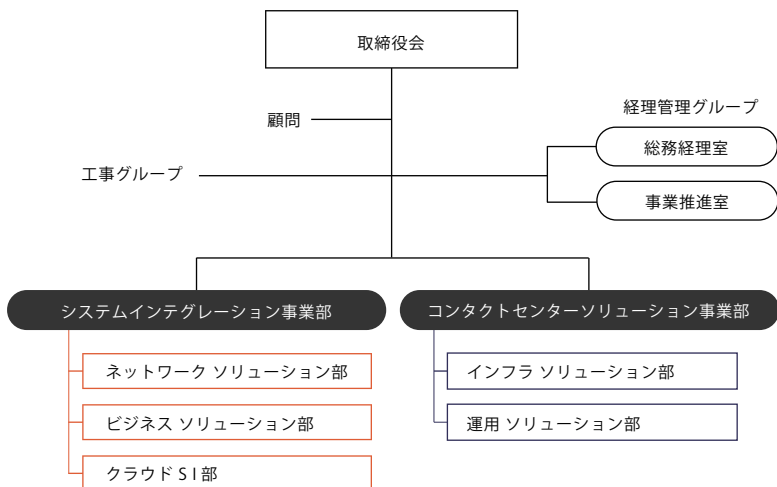 取締役会
顧問
経理管理グループ
総務経理室
工事グループ
事業推進室
システムインテグレーション事業部
コンタクトセンターソリューション事業部
ネットワーク ソリューション部
インフラ ソリューション部
ビジネス ソリューション部
運用 ソリューション部
クラウド S I 部